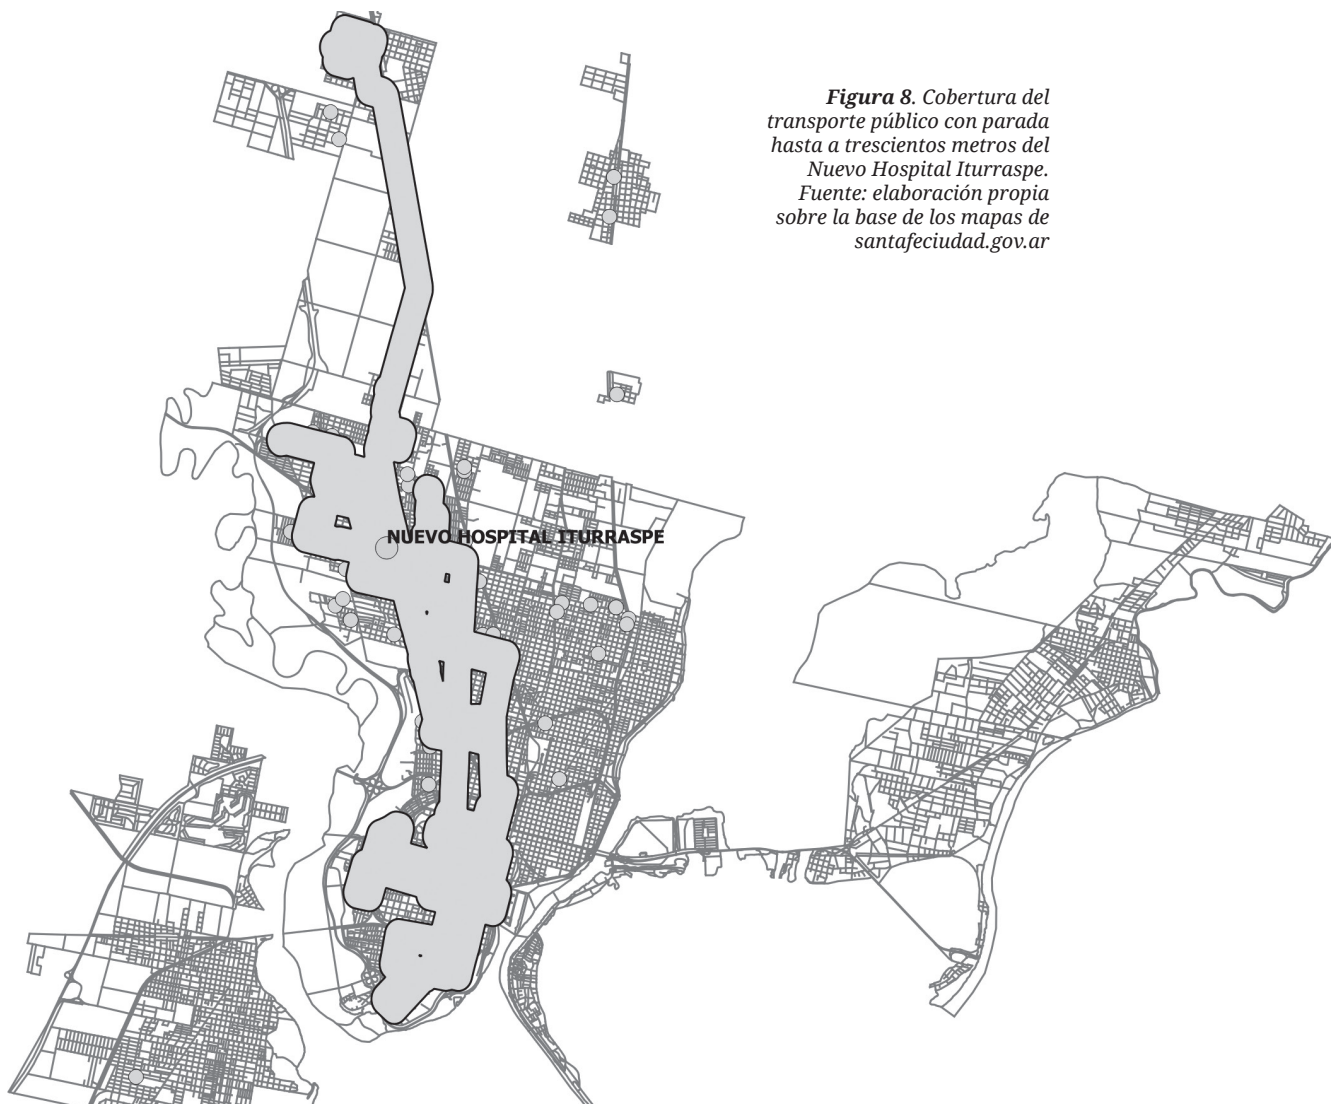 Figura 8. Cobertura del
transporte público con parada
hasta a trescientos metros del
Nuevo Hospital Iturraspe.
Fuente: elaboración propia
sobre la base de los mapas de
santafeciudad.gov.ar
NUEVO HOSPITAL ITURRASPE